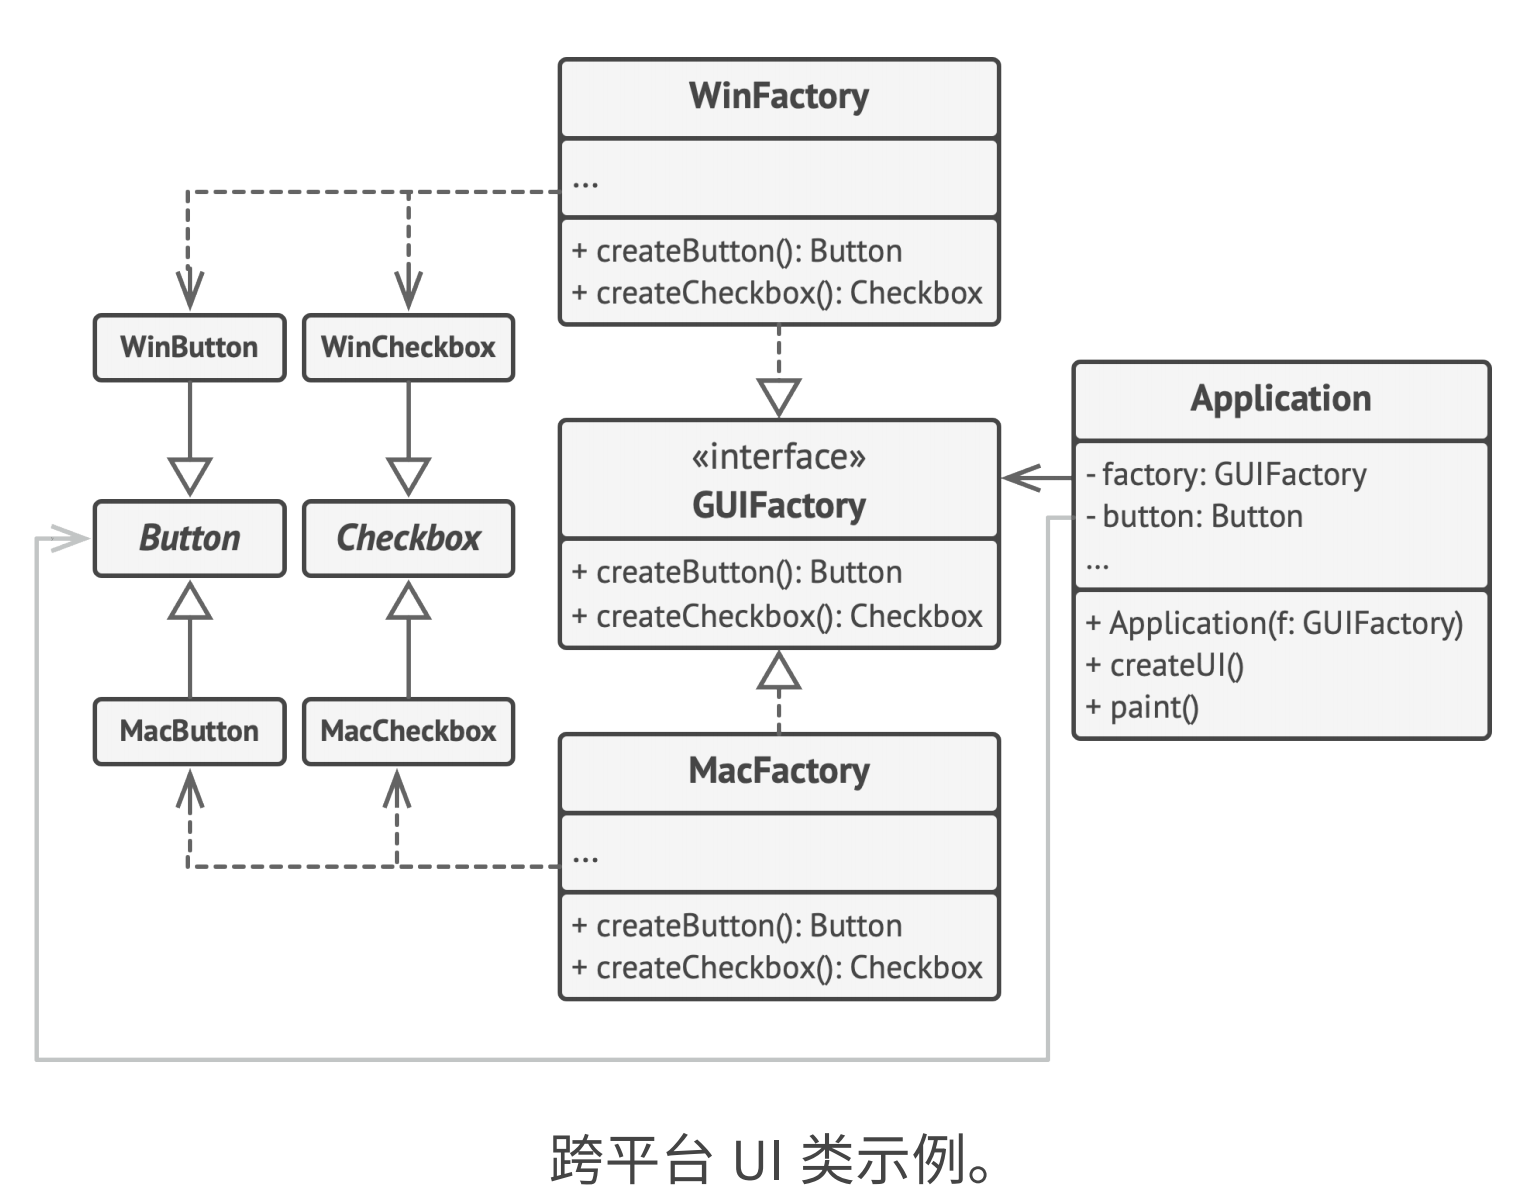 WinFactory
...
+ createButton(): Button
+ createCheckbox(): Checkbox
WinButton
WinCheckbox
Button
Checkbox
MacButton
MacCheckbox
«interface»
GUIFactory
+ createButton(): Button
+ createCheckbox(): Checkbox
Application
- factory: GUIFactory
- button: Button
...
+ Application(f: GUIFactory)
+ createUI()
+ paint()
MacFactory
...
+ createButton(): Button
+ createCheckbox(): Checkbox
跨平台 UI 类示例。